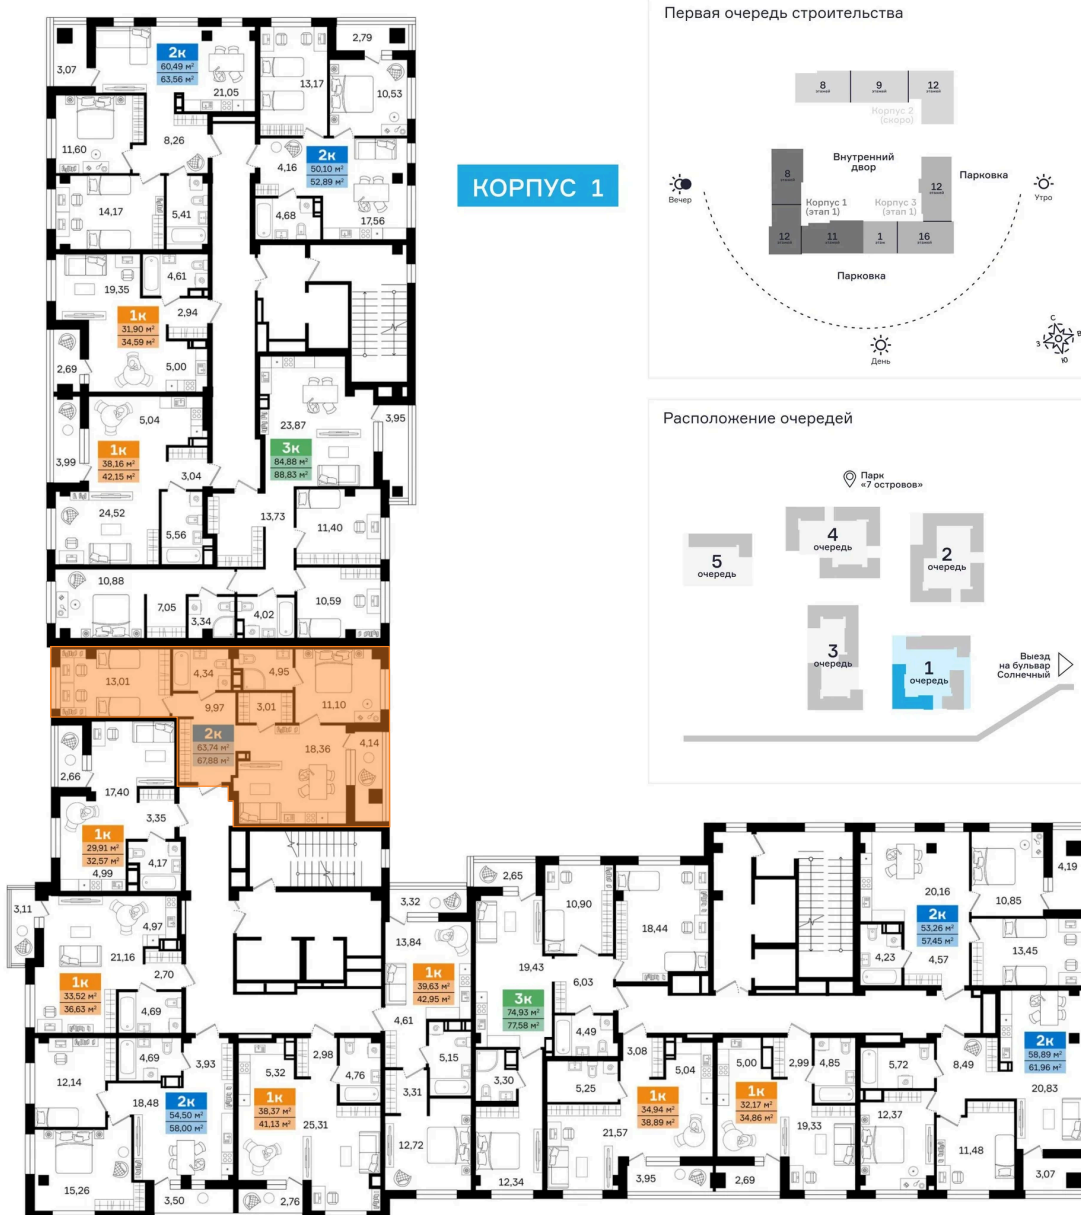 Первая очередь строительства
8
этажей
9
этажей
12
этажей
Корпус 2
(скоро)
Внутренний
двор
8
этажей
12
этажей
Парковка
Вечер
Утро
Корпус 1
(этап 1)
Корпус 3
(этап 1)
12
этажей
11
этажей
1
этаж
16
этажей
Парковка
День
С
В
Ю
З
КОРПУС 1
Расположение очередей
Парк
«7 островов»
5
очередь
4
очередь
2
очередь
3
очередь
1
очередь
Выезд
на бульвар
Солнечный
3,07
2к
60,49 м²
63,56 м²
21,05
11,60
8,26
14,17
5,41
2,79
13,17
10,53
4,16
2к
50,10 м²
52,89 м²
4,68
17,56
4,61
19,35
2,94
1к
31,90 м²
34,59 м²
2,69
5,00
5,04
1к
38,16 м²
42,15 м²
3,99
3,04
24,52
5,56
23,87
3,95
3к
84,88 м²
88,83 м²
13,73
11,40
10,88
7,05
3,34
4,02
10,59
13,01
4,34
4,95
9,97
3,01
11,10
2к
63,74 м²
67,88 м²
18,36
4,14
2,66
17,40
3,35
1к
29,91 м²
32,57 м²
4,99
4,17
3,11
4,97
21,16
2,70
1к
33,52 м²
36,63 м²
4,69
4,69
3,93
12,14
18,48
2к
54,50 м²
58,00 м²
15,26
3,50
5,32
2,98
4,76
1к
38,37 м²
41,13 м²
25,31
2,76
3,32
13,84
1к
39,63 м²
42,95 м²
4,61
5,15
3,31
12,72
2,65
10,90
18,44
19,43
6,03
3к
74,93 м²
77,58 м²
4,49
3,30
12,34
3,08
5,04
5,25
1к
34,94 м²
38,89 м²
21,57
3,95
5,00
2,99
4,85
1к
32,17 м²
34,86 м²
19,33
2,69
20,16
10,85
4,19
2к
53,26 м²
57,45 м²
4,23
4,57
13,45
5,72
8,49
2к
58,89 м²
61,96 м²
20,83
12,37
11,48
3,07